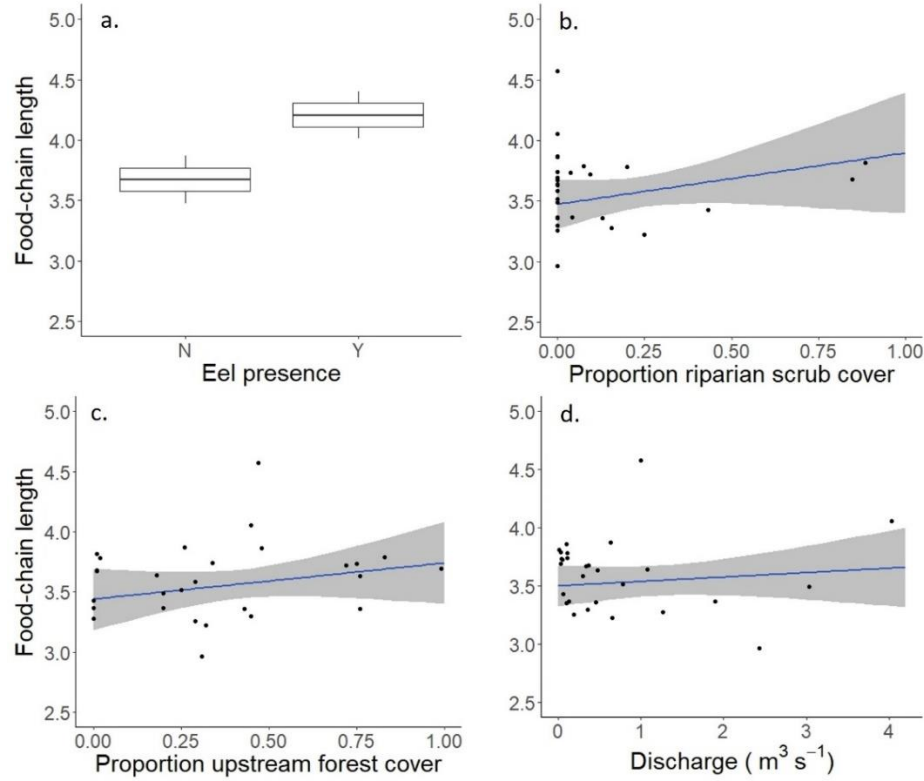 a.
5.0
4.5
4.0
3.5
3.0
2.5
Food-chain length
N Y
Eel presence
b.
5.0
4.5
4.0
3.5
3.0
2.5
0.00 0.25 0.50 0.75 1.00
Proportion riparian scrub cover
c.
5.0
4.5
4.0
3.5
3.0
2.5
Food-chain length
0.00 0.25 0.50 0.75 1.00
Proportion upstream forest cover
d.
5.0
4.5
4.0
3.5
3.0
2.5
0 1 2 3 4
Discharge ( m³ s⁻¹)